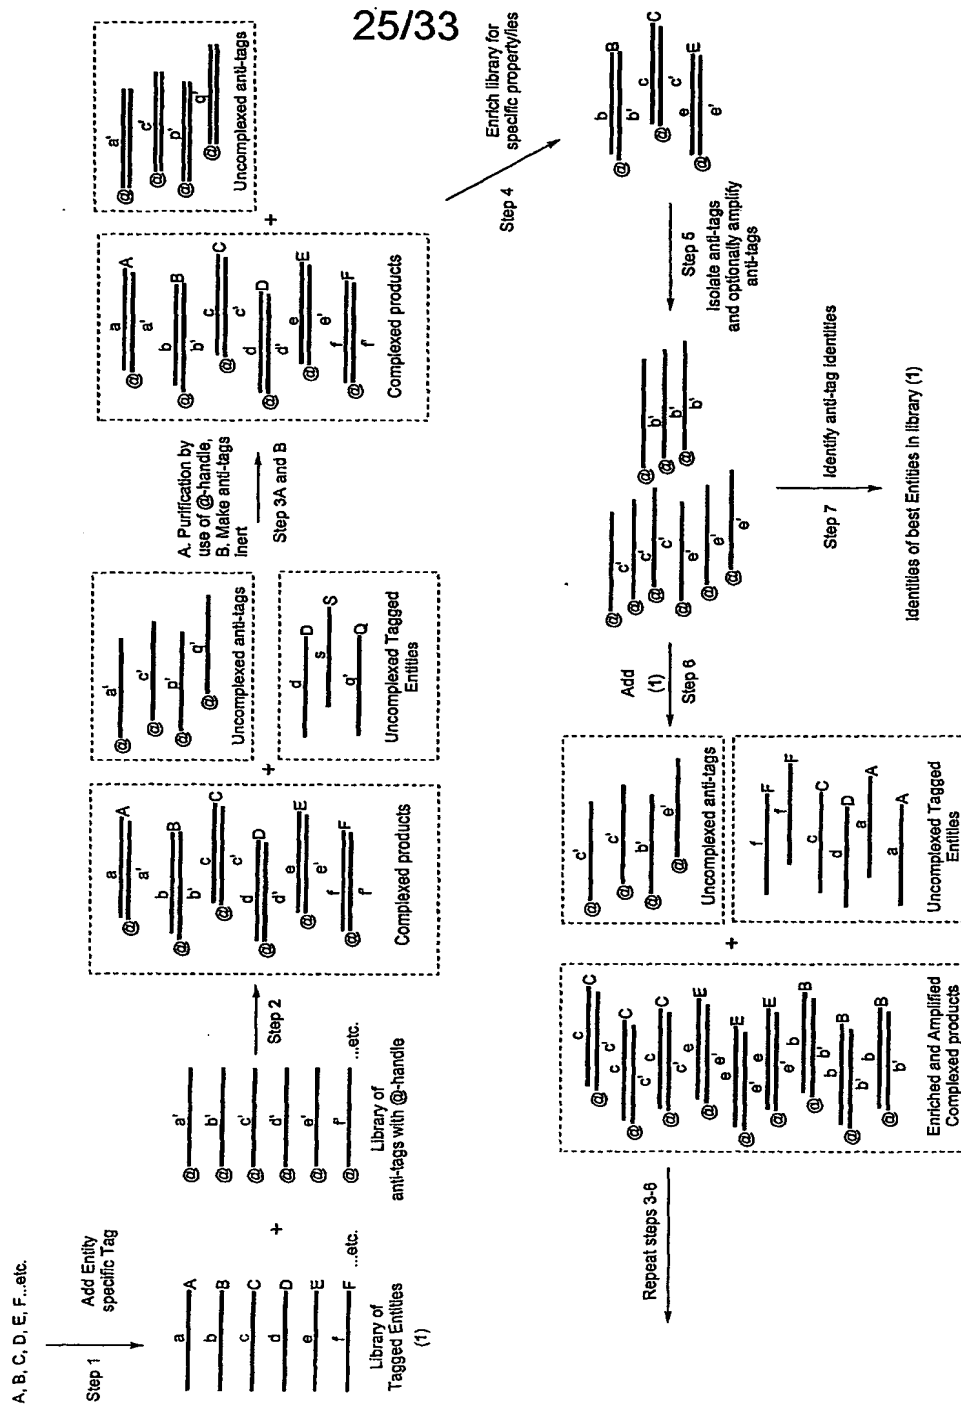 25/33
A, B, C, D, E, F...etc.
Step 1
Add Entity
specific Tag
a
A
b
B
c
C
d
D
e
E
f
F
...etc.
Library of
Tagged Entities
(1)
+
@
a'
@
b'
@
c'
@
d'
@
e'
@
f'
...etc.
Library of
anti-tags with @-handle
Step 2
@
a
A
a'
@
b
B
b'
@
c
C
c'
@
d
D
d'
@
e
E
e'
@
f
F
f'
Complexed products
+
@
a'
@
c'
@
p'
@
q'
Uncomplexed anti-tags
d
D
s
S
q'
Q
Uncomplexed Tagged
Entities
A. Purification by
use of @-handle,
B. Make anti-tags
inert
Step 3A and B
@
a
A
a'
@
b
B
b'
@
c
C
c'
@
d
D
d'
@
e
E
e'
@
f
F
f'
Complexed products
+
@
a'
@
c'
@
p'
@
q'
Uncomplexed anti-tags
Step 4
Enrich library for
specific property/ies
@
b
B
b'
@
c
C
c'
@
e
E
e'
Step 5
Isolate anti-tags
and optionally amplify
anti-tags
@
c'
@
c'
@
c'
@
e'
@
e'
@
e'
@
b'
@
b'
@
b'
Step 7
Identify anti-tag identities
Identities of best Entities in library (1)
Add
(1)
Step 6
@
c'
@
c'
@
b'
@
e'
Uncomplexed anti-tags
f
F
f
F
c
C
d
D
a
A
a
A
Uncomplexed Tagged
Entities
+
@
c
C
c'
@
c
C
c'
@
c
C
c'
@
e
E
e'
@
e
E
e'
@
e
E
e'
@
b
B
b'
@
b
B
b'
@
b
B
b'
Enriched and Amplified
Complexed products
Repeat steps 3-6